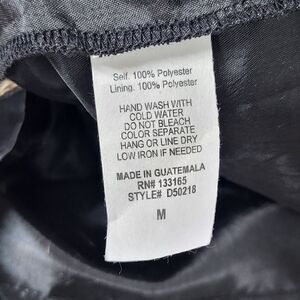 Self. 100% Polyester
Lining. 100% Polyester
HAND WASH WITH
COLD WATER
DO NOT BLEACH
COLOR SEPARATE
HANG OR LINE DRY
LOW IRON IF NEEDED
MADE IN GUATEMALA
RN# 133165
STYLE# D50218
M